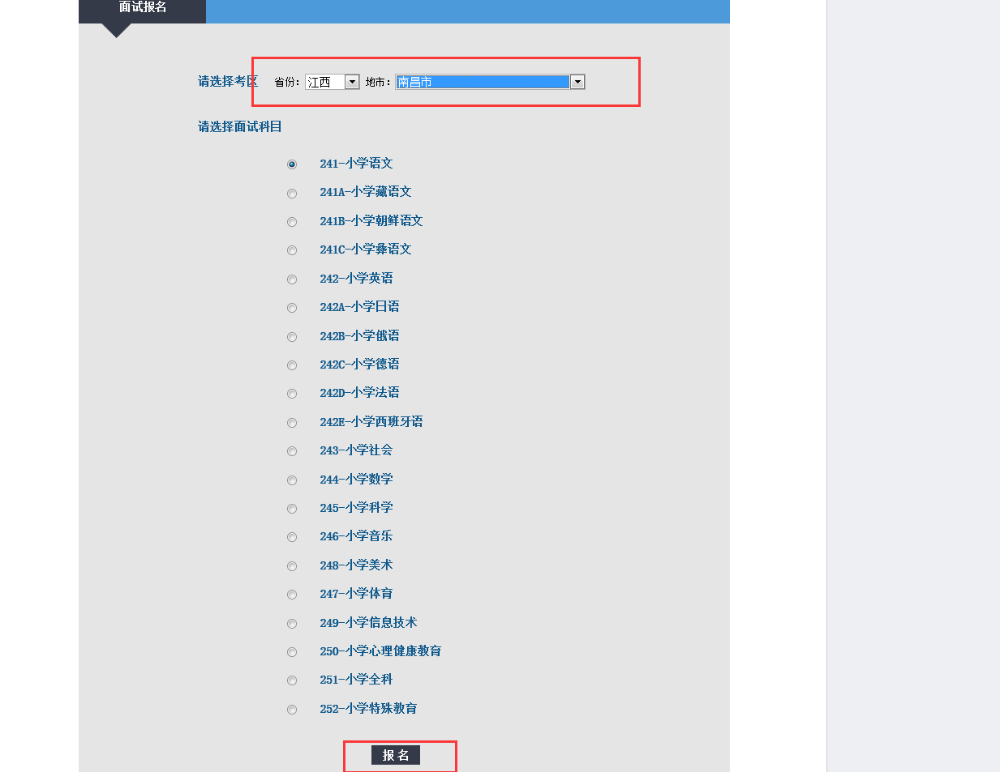 面试报名
请选择考区 省份： 江西 地市： 南昌市
请选择面试科目
241-小学语文
241A-小学藏语文
241B-小学朝鲜语文
241C-小学彝语文
242-小学英语
242A-小学日语
242B-小学俄语
242C-小学德语
242D-小学法语
242E-小学西班牙语
243-小学社会
244-小学数学
245-小学科学
246-小学音乐
248-小学美术
247-小学体育
249-小学信息技术
250-小学心理健康教育
251-小学全科
252-小学特殊教育
报 名